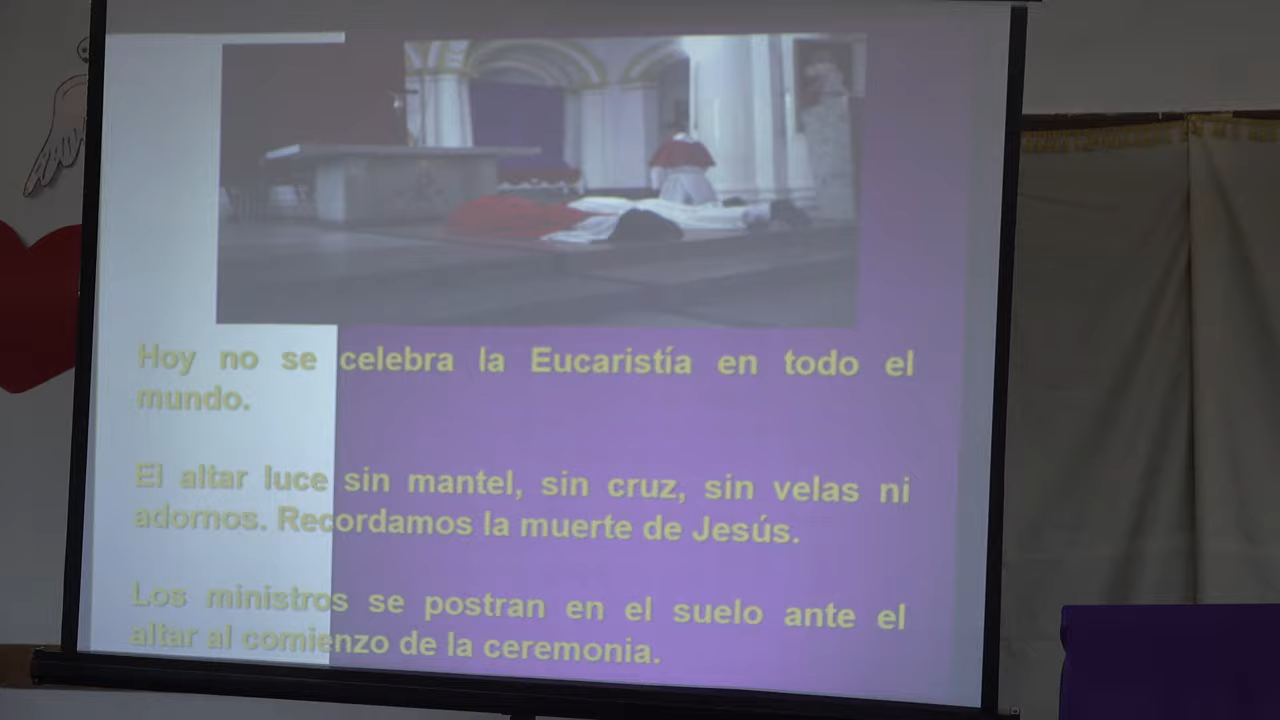 Hoy no se celebra la Eucaristía en todo el
mundo.
El altar luce sin mantel, sin cruz, sin velas ni
adornos. Recordamos la muerte de Jesús.
Los ministros se postran en el suelo ante el
altar al comienzo de la ceremonia.